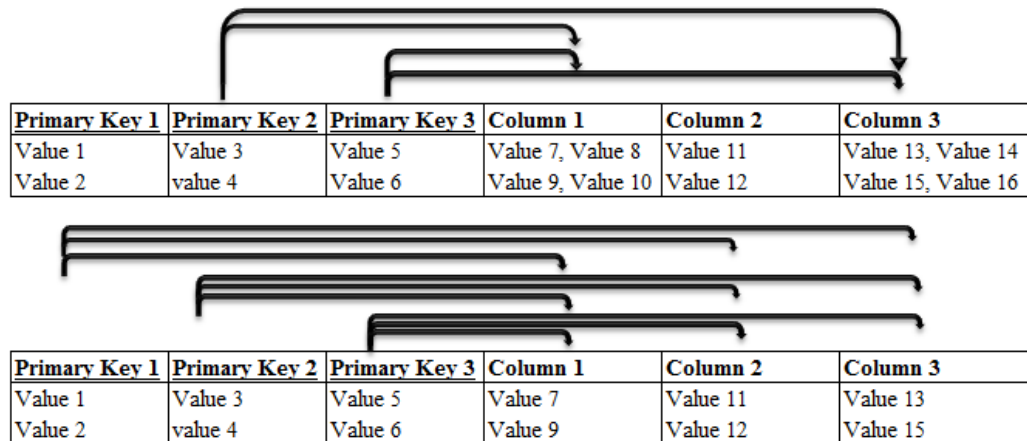 Primary Key 1 Primary Key 2 Primary Key 3 Column 1 Column 2 Column 3
Value 1 Value 3 Value 5 Value 7, Value 8 Value 11 Value 13, Value 14
Value 2 value 4 Value 6 Value 9, Value 10 Value 12 Value 15, Value 16
Primary Key 1 Primary Key 2 Primary Key 3 Column 1 Column 2 Column 3
Value 1 Value 3 Value 5 Value 7 Value 11 Value 13
Value 2 value 4 Value 6 Value 9 Value 12 Value 15